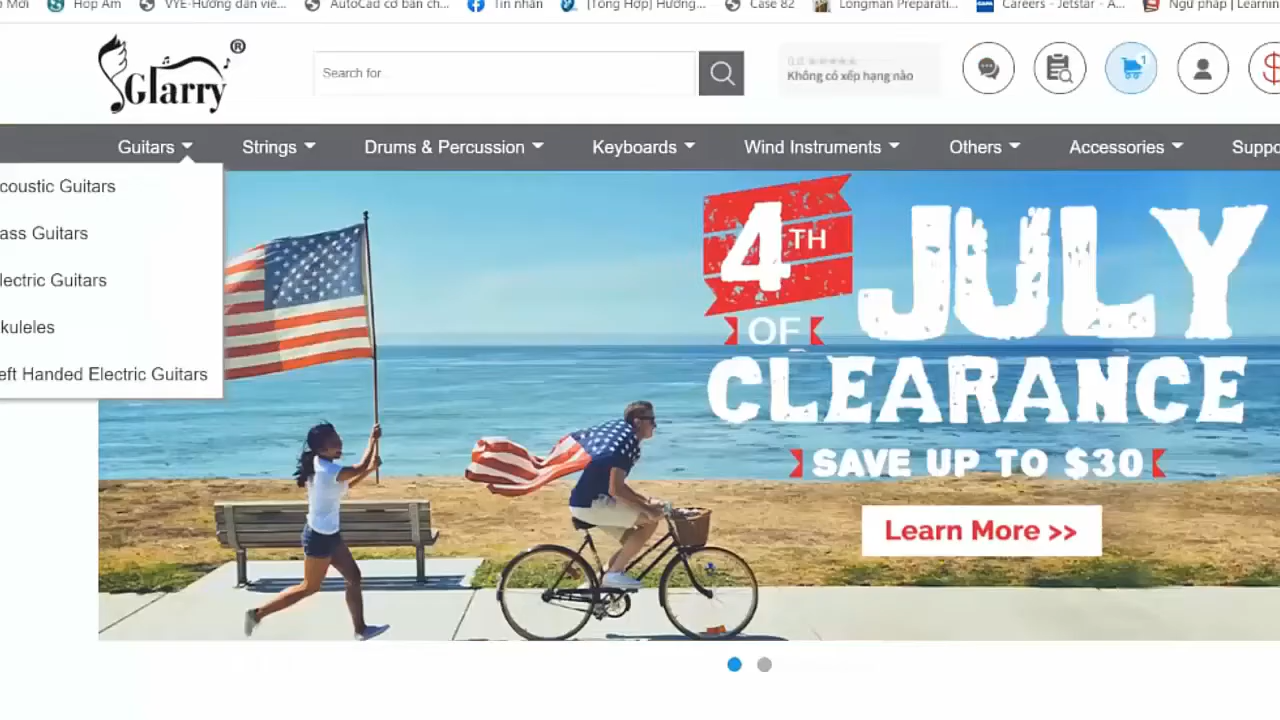 Hợp Âm
VYE-Hướng dẫn viê...
AutoCad cơ bản ch...
Tin nhắn
[Tổng Hợp] Hướng...
Case 82
Longman Preparati...
Careers - Jetstar - A...
Ngữ pháp | Learnin
Glarry ®
Search for
Không có xếp hạng nào
1
$
Guitars
Strings
Drums & Percussion
Keyboards
Wind Instruments
Others
Accessories
Suppo
coustic Guitars
ass Guitars
lectric Guitars
kuleles
eft Handed Electric Guitars
4TH
OF
JULY
CLEARANCE
SAVE UP TO $30
Learn More >>